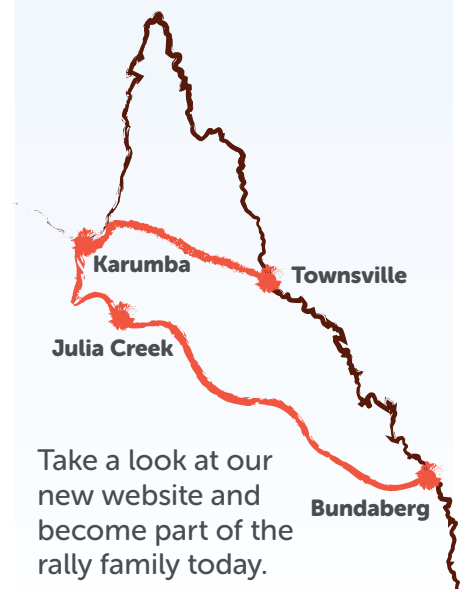 Karumba
Townsville
Julia Creek
Bundaberg
Take a look at our
new website and
become part of the
rally family today.